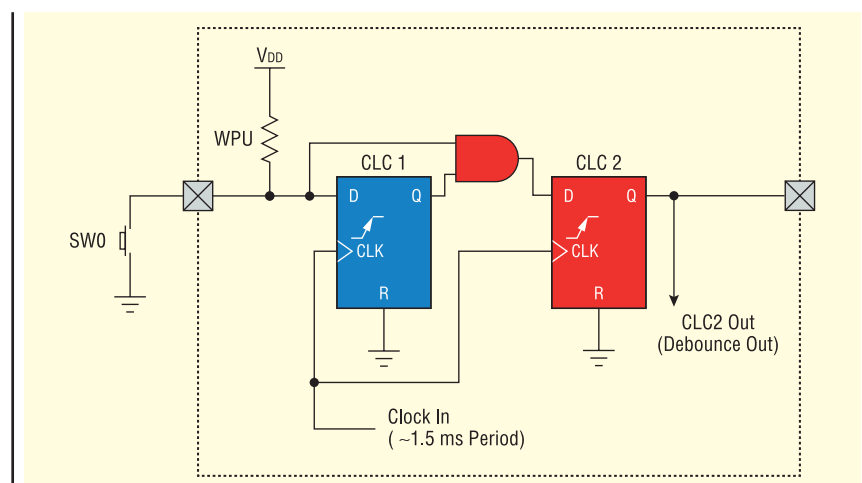 VDD
WPU
CLC 1
CLC 2
D
Q
D
Q
SW0
CLK
CLK
R
R
CLC2 Out
(Debounce Out)
Clock In
( ~1.5 ms Period)